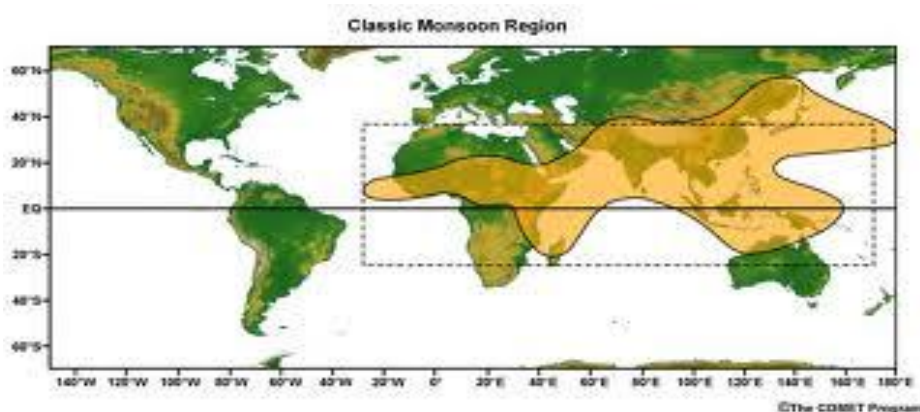 Classic Monsoon Region
60°N
40°N
20°N
EQ
20°S
40°S
60°S
140°W 120°W 100°W 80°W 60°W 40°W 20°W 0° 20°E 40°E 60°E 80°E 100°E 120°E 140°E 160°E 180°E
©The COMET Program